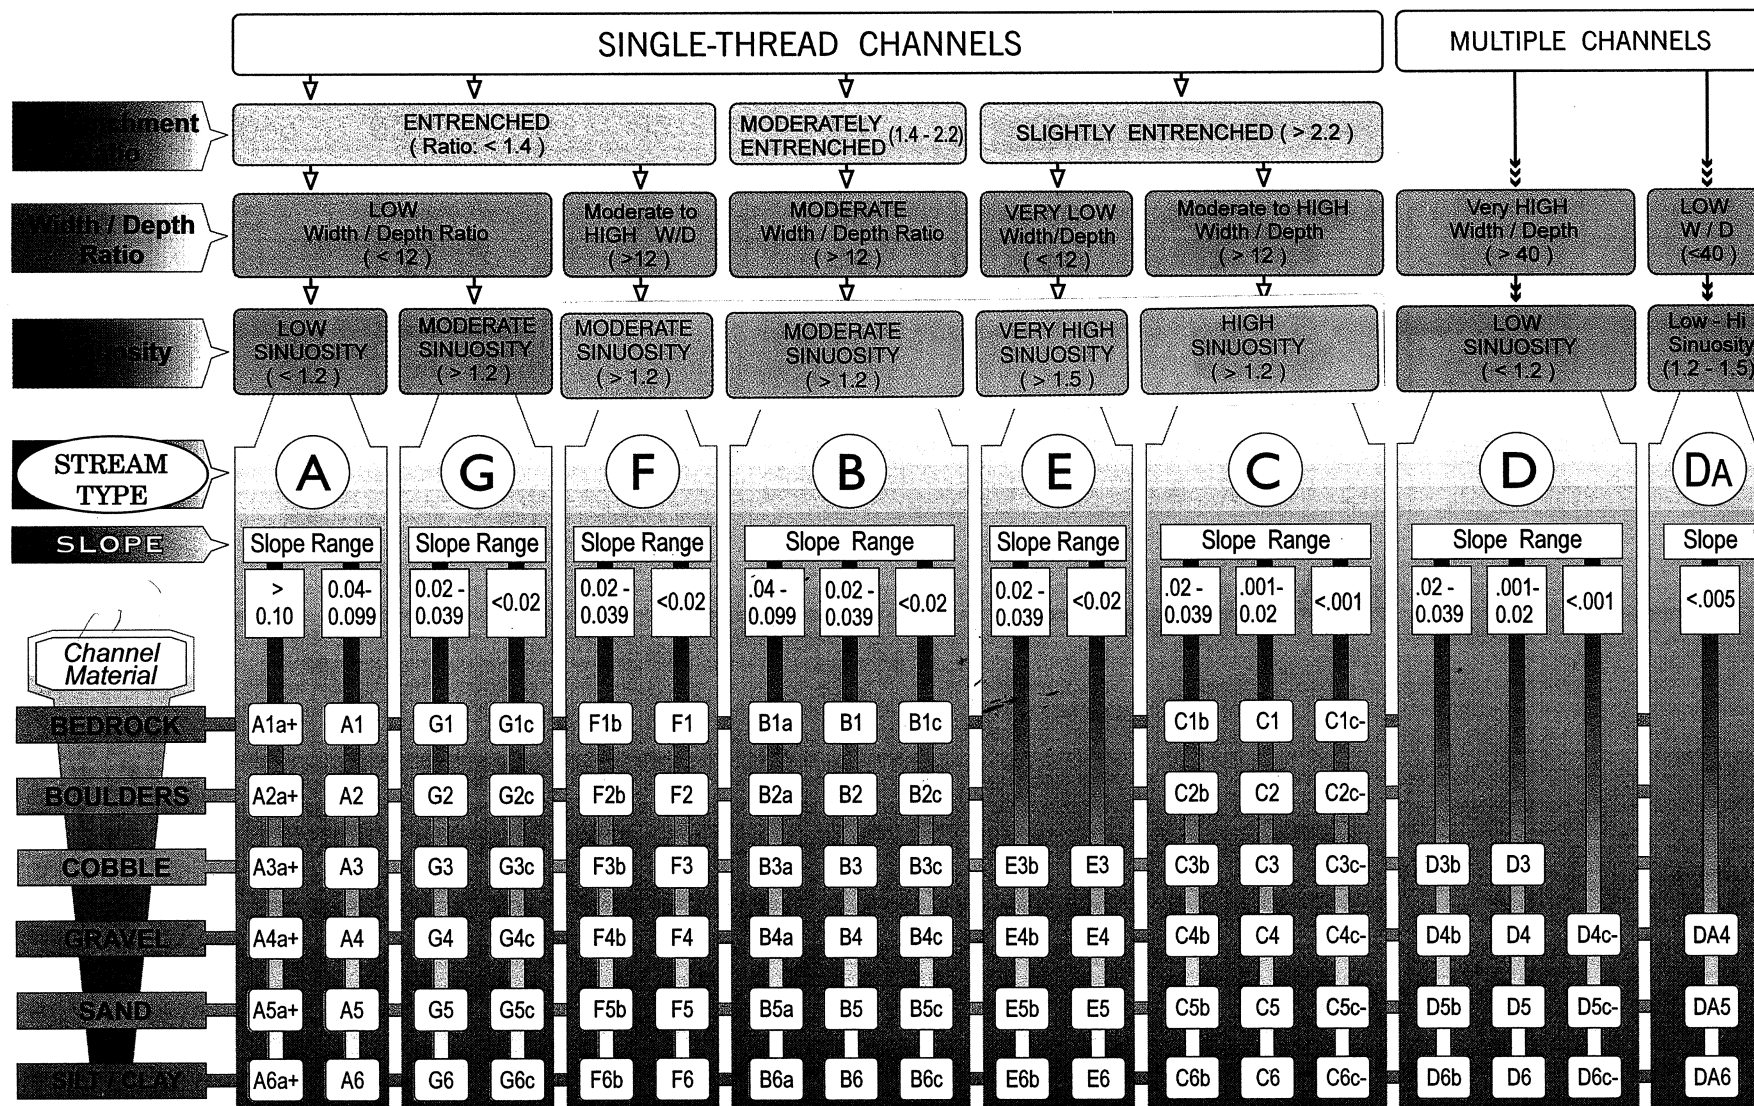 SINGLE-THREAD CHANNELS
MULTIPLE CHANNELS
ENTRENCHED
( Ratio: < 1.4 )
MODERATELY
ENTRENCHED (1.4 - 2.2)
SLIGHTLY ENTRENCHED ( > 2.2 )
Width / Depth
Ratio
LOW
Width / Depth Ratio
( < 12 )
Moderate to
HIGH W/D
( >12 )
MODERATE
Width / Depth Ratio
( > 12 )
VERY LOW
Width/Depth
( < 12 )
Moderate to HIGH
Width / Depth
( > 12 )
Very HIGH
Width / Depth
( > 40 )
LOW
W / D
(<40 )
LOW
SINUOSITY
( < 1.2 )
MODERATE
SINUOSITY
( > 1.2 )
MODERATE
SINUOSITY
( > 1.2 )
MODERATE
SINUOSITY
( > 1.2 )
VERY HIGH
SINUOSITY
( > 1.5 )
HIGH
SINUOSITY
( > 1.2 )
LOW
SINUOSITY
( < 1.2 )
Low - Hi
Sinuosity
(1.2 - 1.5)
STREAM
TYPE
A G F B E C D DA
SLOPE
Slope Range Slope Range Slope Range Slope Range Slope Range Slope Range Slope Range Slope
>
0.10
0.04-
0.099
0.02 -
0.039
<0.02
0.02 -
0.039
<0.02
.04 -
0.099
0.02 -
0.039
<0.02
0.02 -
0.039
<0.02
.02 -
0.039
.001-
0.02
<.001
.02 -
0.039
.001-
0.02
<.001
<.005
Channel
Material
BEDROCK A1a+ A1 G1 G1c F1b F1 B1a B1 B1c C1b C1 C1c-
BOULDERS A2a+ A2 G2 G2c F2b F2 B2a B2 B2c C2b C2 C2c-
COBBLE A3a+ A3 G3 G3c F3b F3 B3a B3 B3c E3b E3 C3b C3 C3c- D3b D3
GRAVEL A4a+ A4 G4 G4c F4b F4 B4a B4 B4c E4b E4 C4b C4 C4c- D4b D4 D4c- DA4
SAND A5a+ A5 G5 G5c F5b F5 B5a B5 B5c E5b E5 C5b C5 C5c- D5b D5 D5c- DA5
SILT / CLAY A6a+ A6 G6 G6c F6b F6 B6a B6 B6c E6b E6 C6b C6 C6c- D6b D6 D6c- DA6